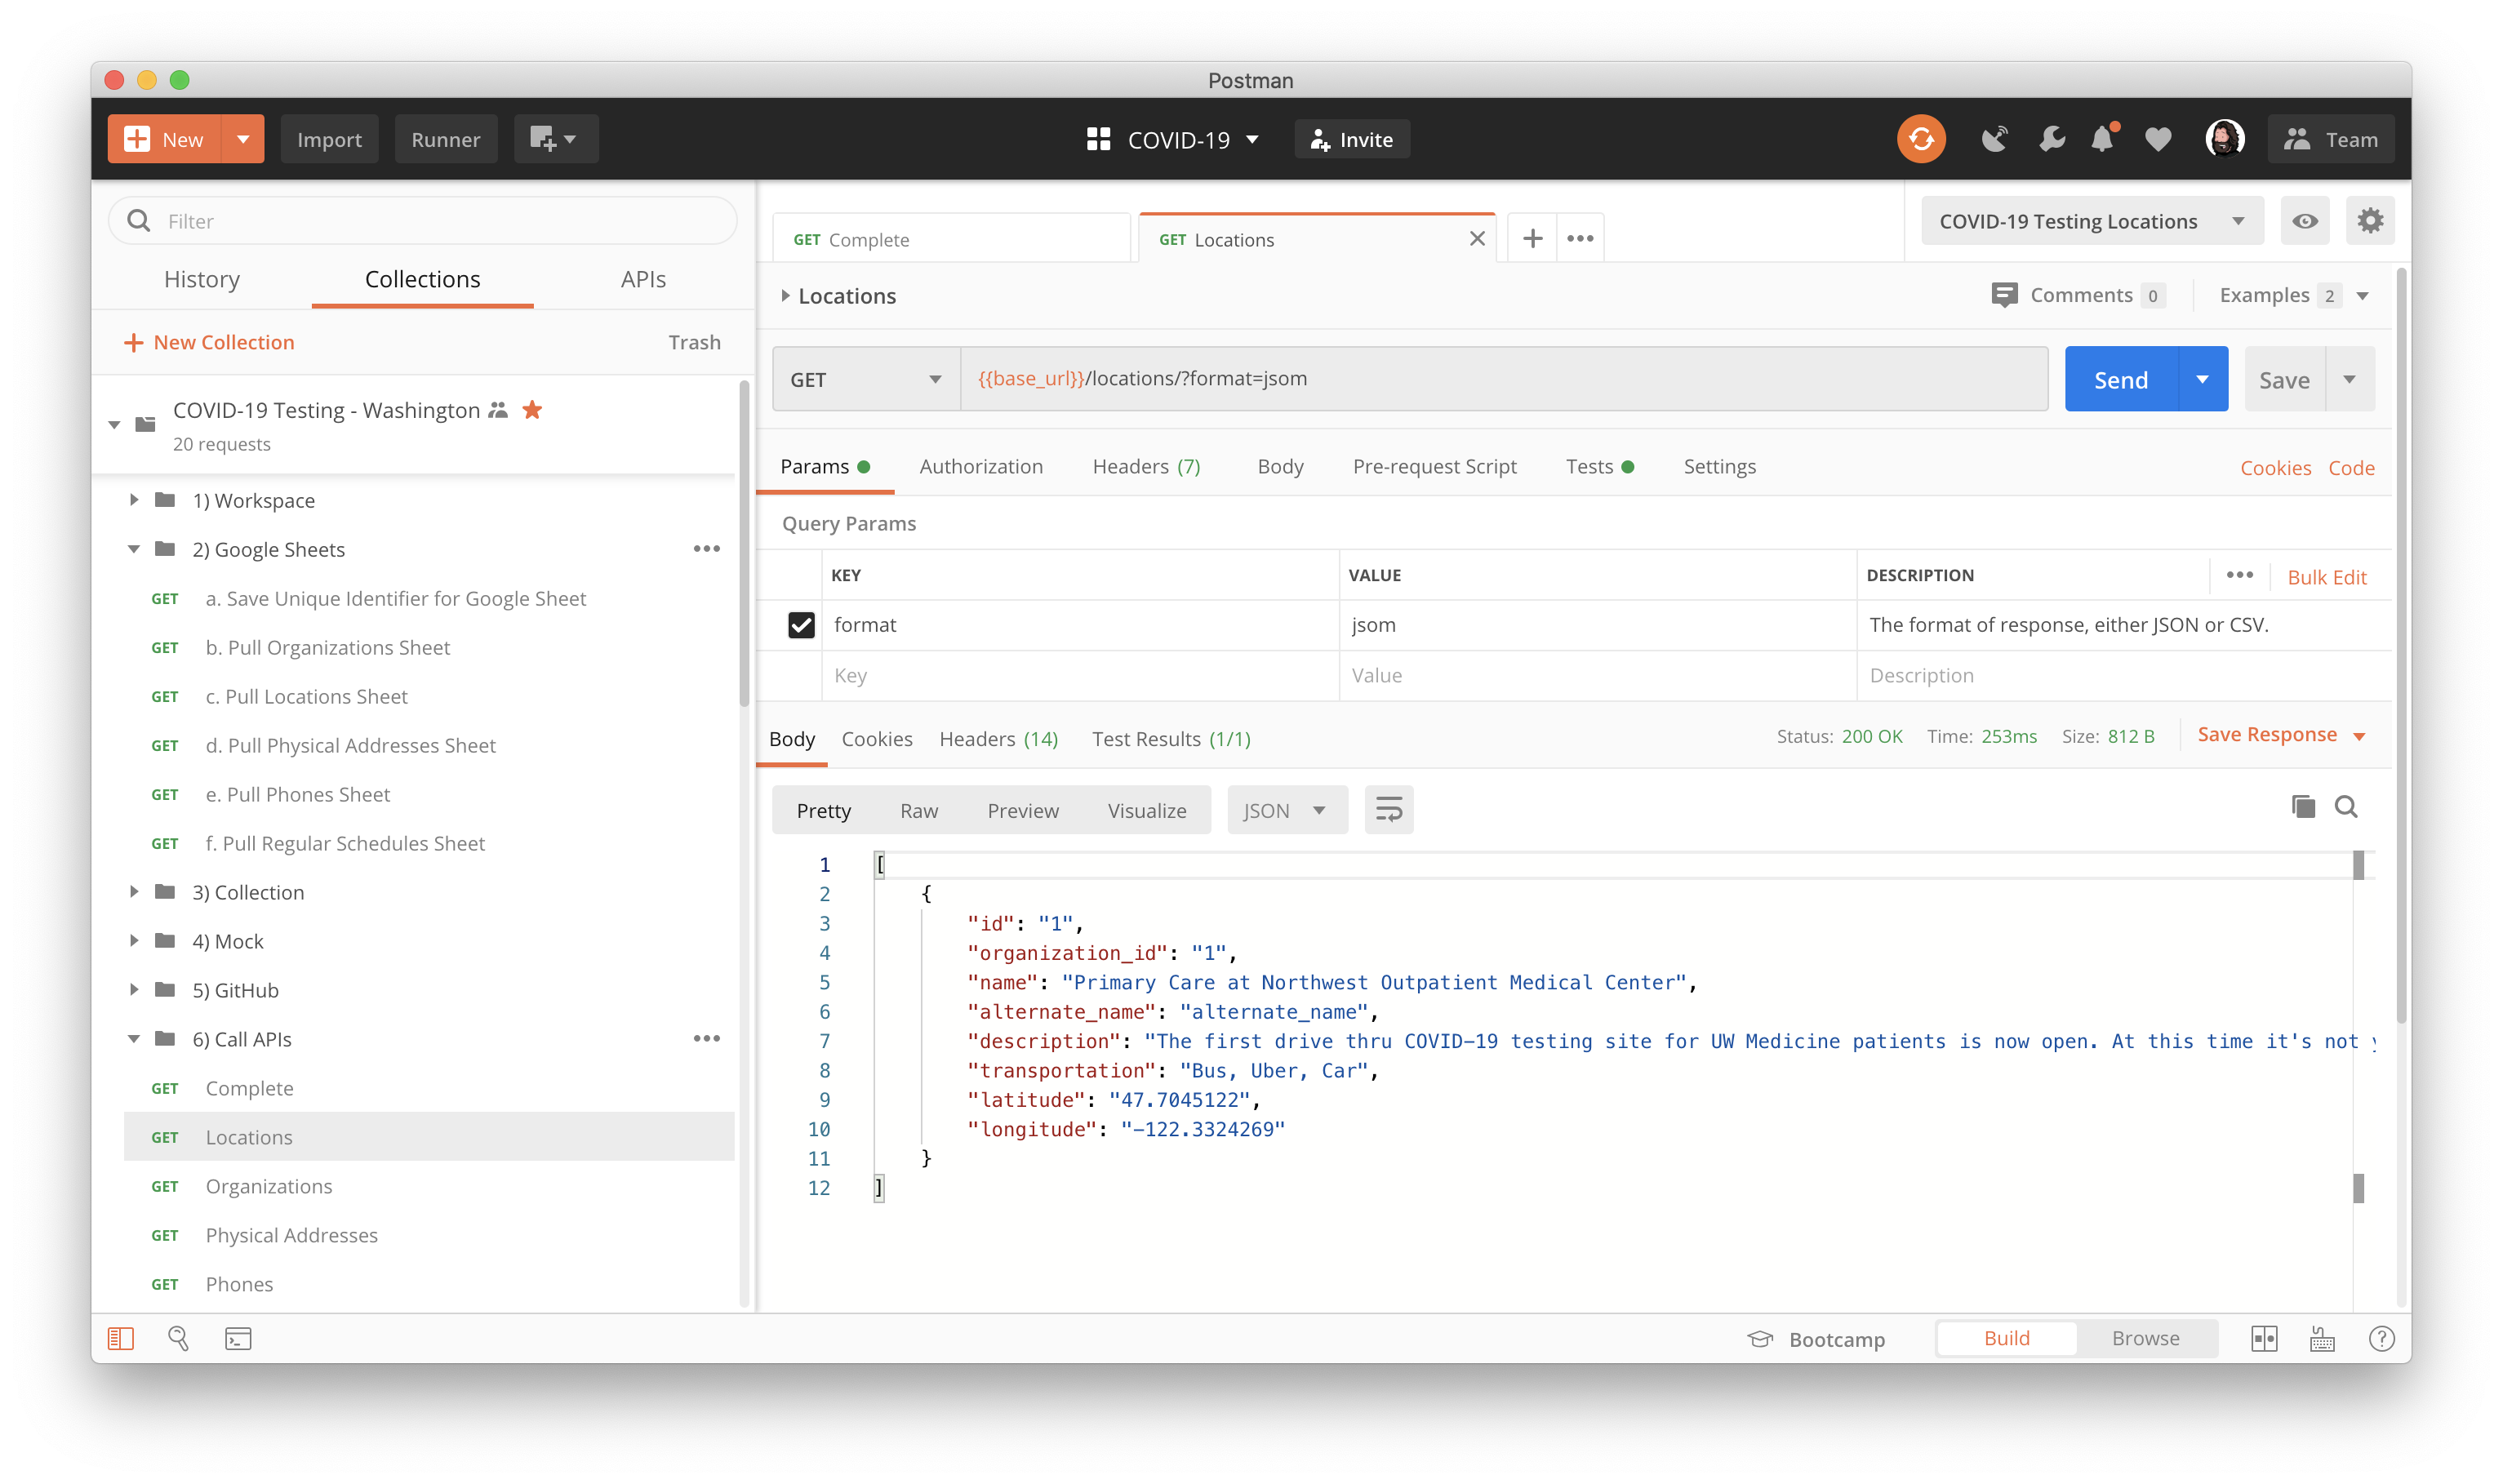 Postman
New
Import
Runner
COVID-19
Invite
Team
Filter
History
Collections
APIs
New Collection
Trash
COVID-19 Testing - Washington
20 requests
1) Workspace
2) Google Sheets
GET a. Save Unique Identifier for Google Sheet
GET b. Pull Organizations Sheet
GET c. Pull Locations Sheet
GET d. Pull Physical Addresses Sheet
GET e. Pull Phones Sheet
GET f. Pull Regular Schedules Sheet
3) Collection
4) Mock
5) GitHub
6) Call APIs
GET Complete
GET Locations
GET Organizations
GET Physical Addresses
GET Phones
GET Complete
GET Locations
COVID-19 Testing Locations
Locations
Comments 0
Examples 2
GET
{{base_url}}/locations/?format=jsom
Send
Save
Params
Authorization
Headers (7)
Body
Pre-request Script
Tests
Settings
Cookies
Code
Query Params
KEY
VALUE
DESCRIPTION
Bulk Edit
format
jsom
The format of response, either JSON or CSV.
Key
Value
Description
Body
Cookies
Headers (14)
Test Results (1/1)
Status: 200 OK
Time: 253ms
Size: 812 B
Save Response
Pretty
Raw
Preview
Visualize
JSON
1 [
2 {
3 "id": "1",
4 "organization_id": "1",
5 "name": "Primary Care at Northwest Outpatient Medical Center",
6 "alternate_name": "alternate_name",
7 "description": "The first drive thru COVID-19 testing site for UW Medicine patients is now open. At this time it's not
8 "transportation": "Bus, Uber, Car",
9 "latitude": "47.7045122",
10 "longitude": "-122.3324269"
11 }
12 ]
Bootcamp
Build
Browse